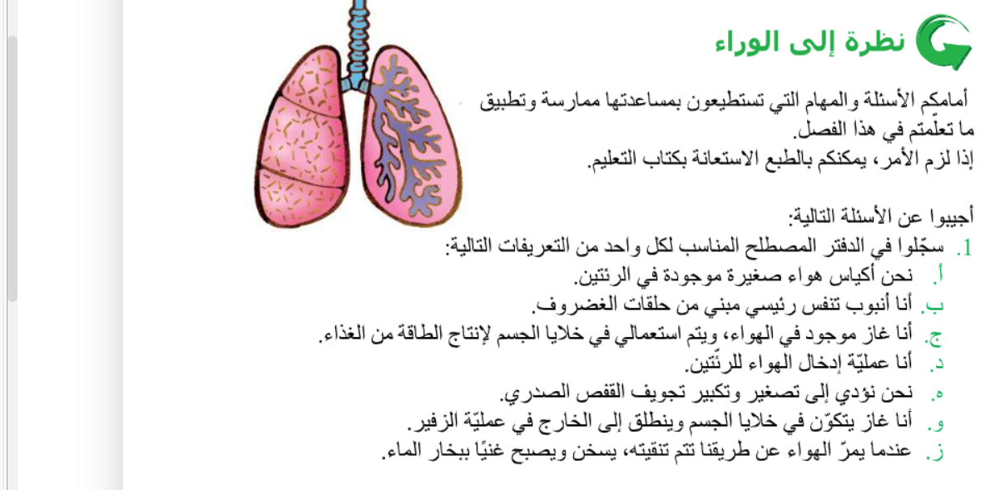 نظرة إلى الوراء
أمامكم الأسئلة والمهام التي تستطيعون بمساعدتها ممارسة وتطبيق
ما تعلّمتم في هذا الفصل.
إذا لزم الأمر، يمكنكم بالطبع الاستعانة بكتاب التعليم.
أجيبوا عن الأسئلة التالية:
1. سجّلوا في الدفتر المصطلح المناسب لكل واحد من التعريفات التالية:
أ. نحن أكياس هواء صغيرة موجودة في الرئتين.
ب. أنا أنبوب تنفس رئيسي مبني من حلقات الغضروف.
ج. أنا غاز موجود في الهواء، ويتم استعمالي في خلايا الجسم لإنتاج الطاقة من الغذاء.
د. أنا عمليّة إدخال الهواء للرئتين.
ه. نحن نؤدي إلى تصغير وتكبير تجويف القفص الصدري.
و. أنا غاز يتكوّن في خلايا الجسم وينطلق إلى الخارج في عمليّة الزفير.
ز. عندما يمرّ الهواء عن طريقنا تتم تنقيته، يسخن ويصبح غنيًا ببخار الماء.